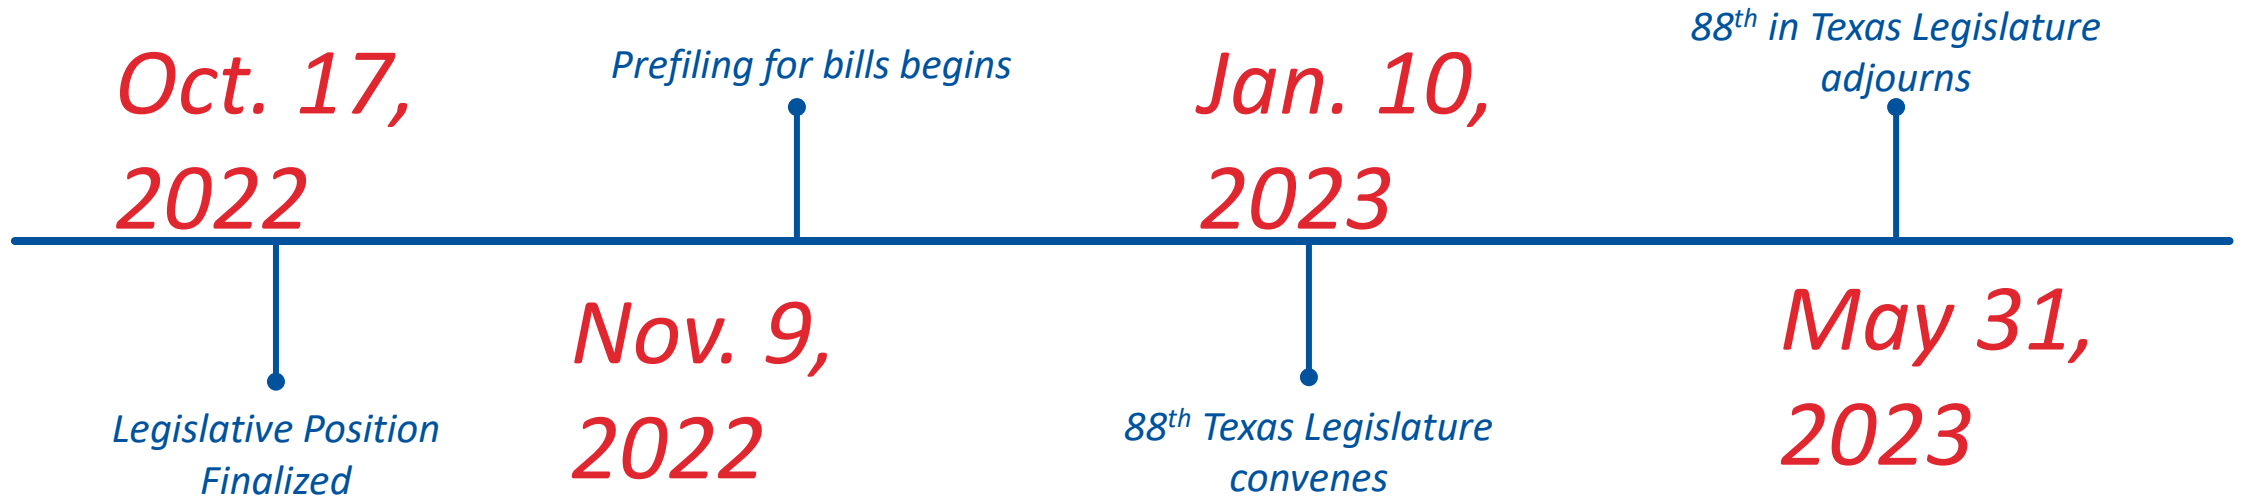 Oct. 17,
2022
Legislative Position
Finalized
Prefiling for bills begins
Nov. 9,
2022
Jan. 10,
2023
88th Texas Legislature
convenes
88th in Texas Legislature
adjourns
May 31,
2023